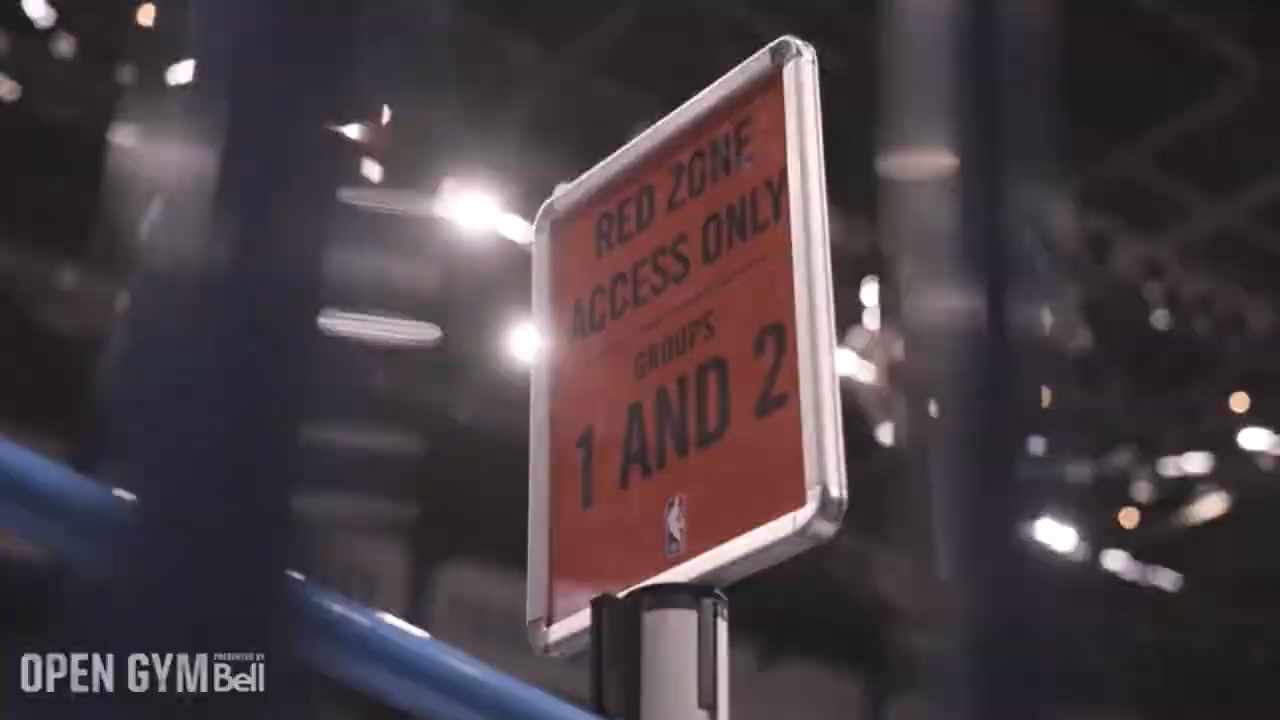 RED ZONE
ACCESS ONLY
GROUPS
1 AND 2
OPEN GYM PRESENTED BY Bell